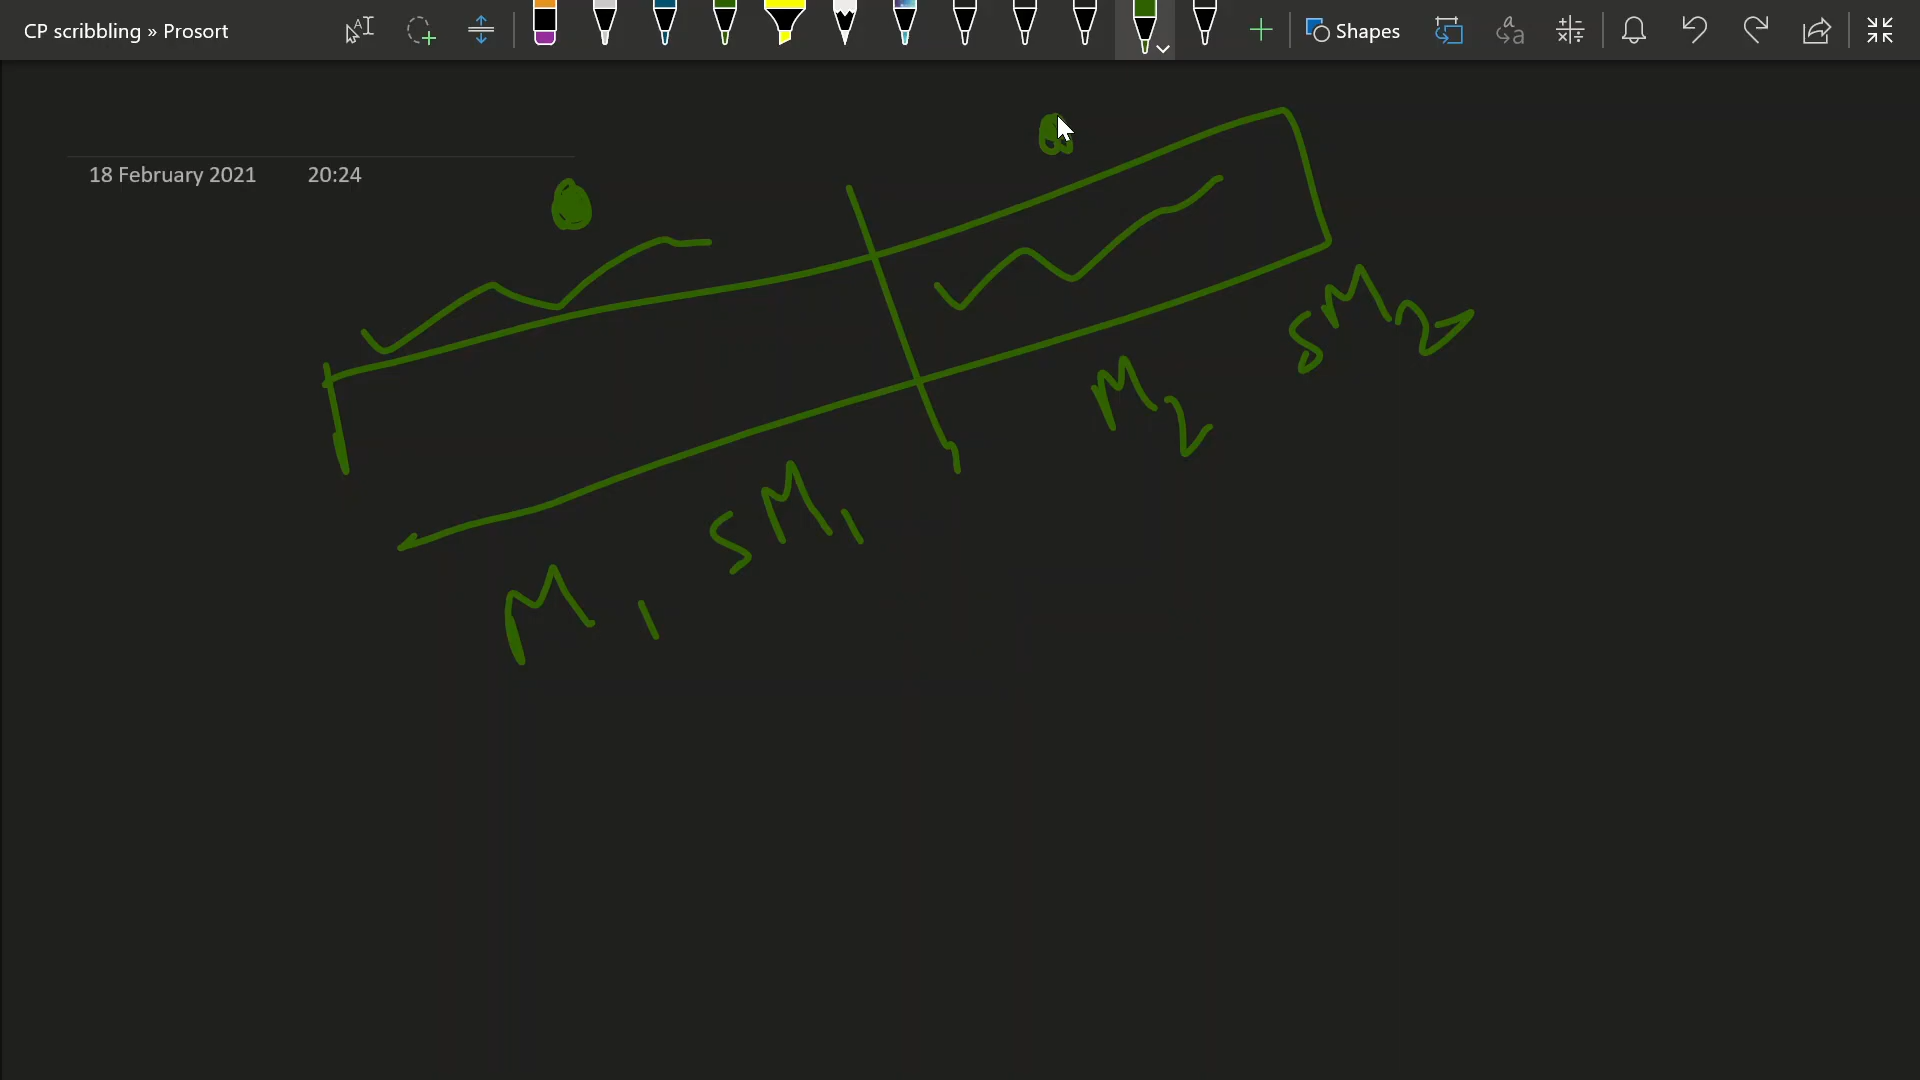 CP scribbling » Prosort
Shapes
18 February 2021 20:24
SM2
M2
SM1
M1